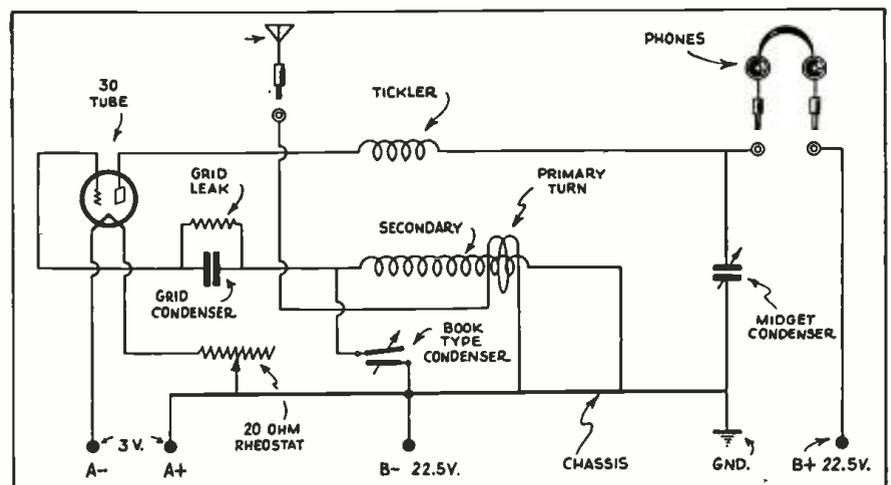 PHONES
30
TUBE
TICKLER
GRID
LEAK
PRIMARY
TURN
SECONDARY
GRID
CONDENSER
BOOK
TYPE
CONDENSER
MIDGET
CONDENSER
3 V.
20 OHM
RHEOSTAT
A-
A+
B- 22.5V.
CHASSIS
GND.
B+ 22.5V.